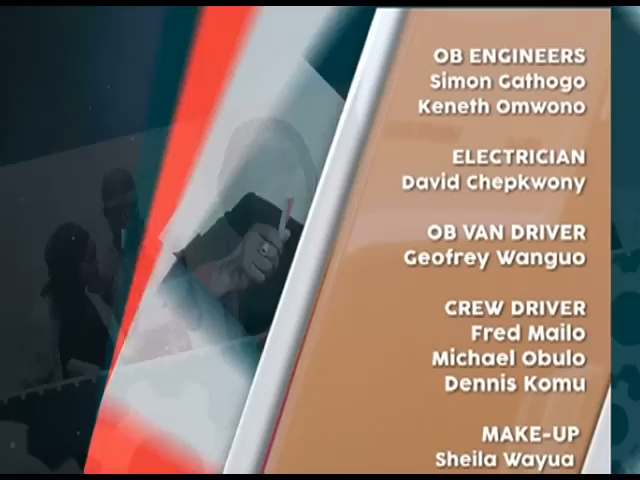 OB ENGINEERS
Simon Gathogo
Keneth Omwono
ELECTRICIAN
David Chepkwony
OB VAN DRIVER
Geofrey Wanguo
CREW DRIVER
Fred Mailo
Michael Obulo
Dennis Komu
MAKE-UP
Sheila Wayua